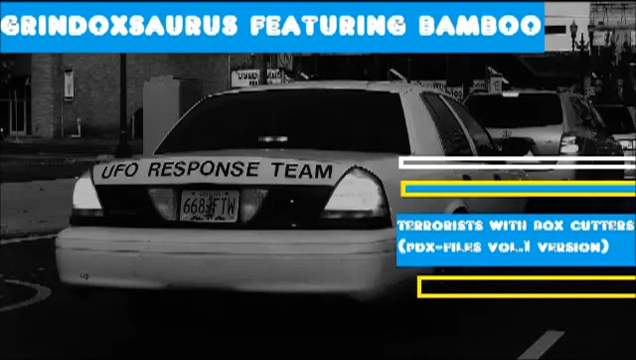 GRINDOXSAURUS FEATURING BAMBOO
UFO RESPONSE TEAM
668 FTW
TERRORISTS WITH BOX CUTTERS
(PDX-FILES VOL.1 VERSION)